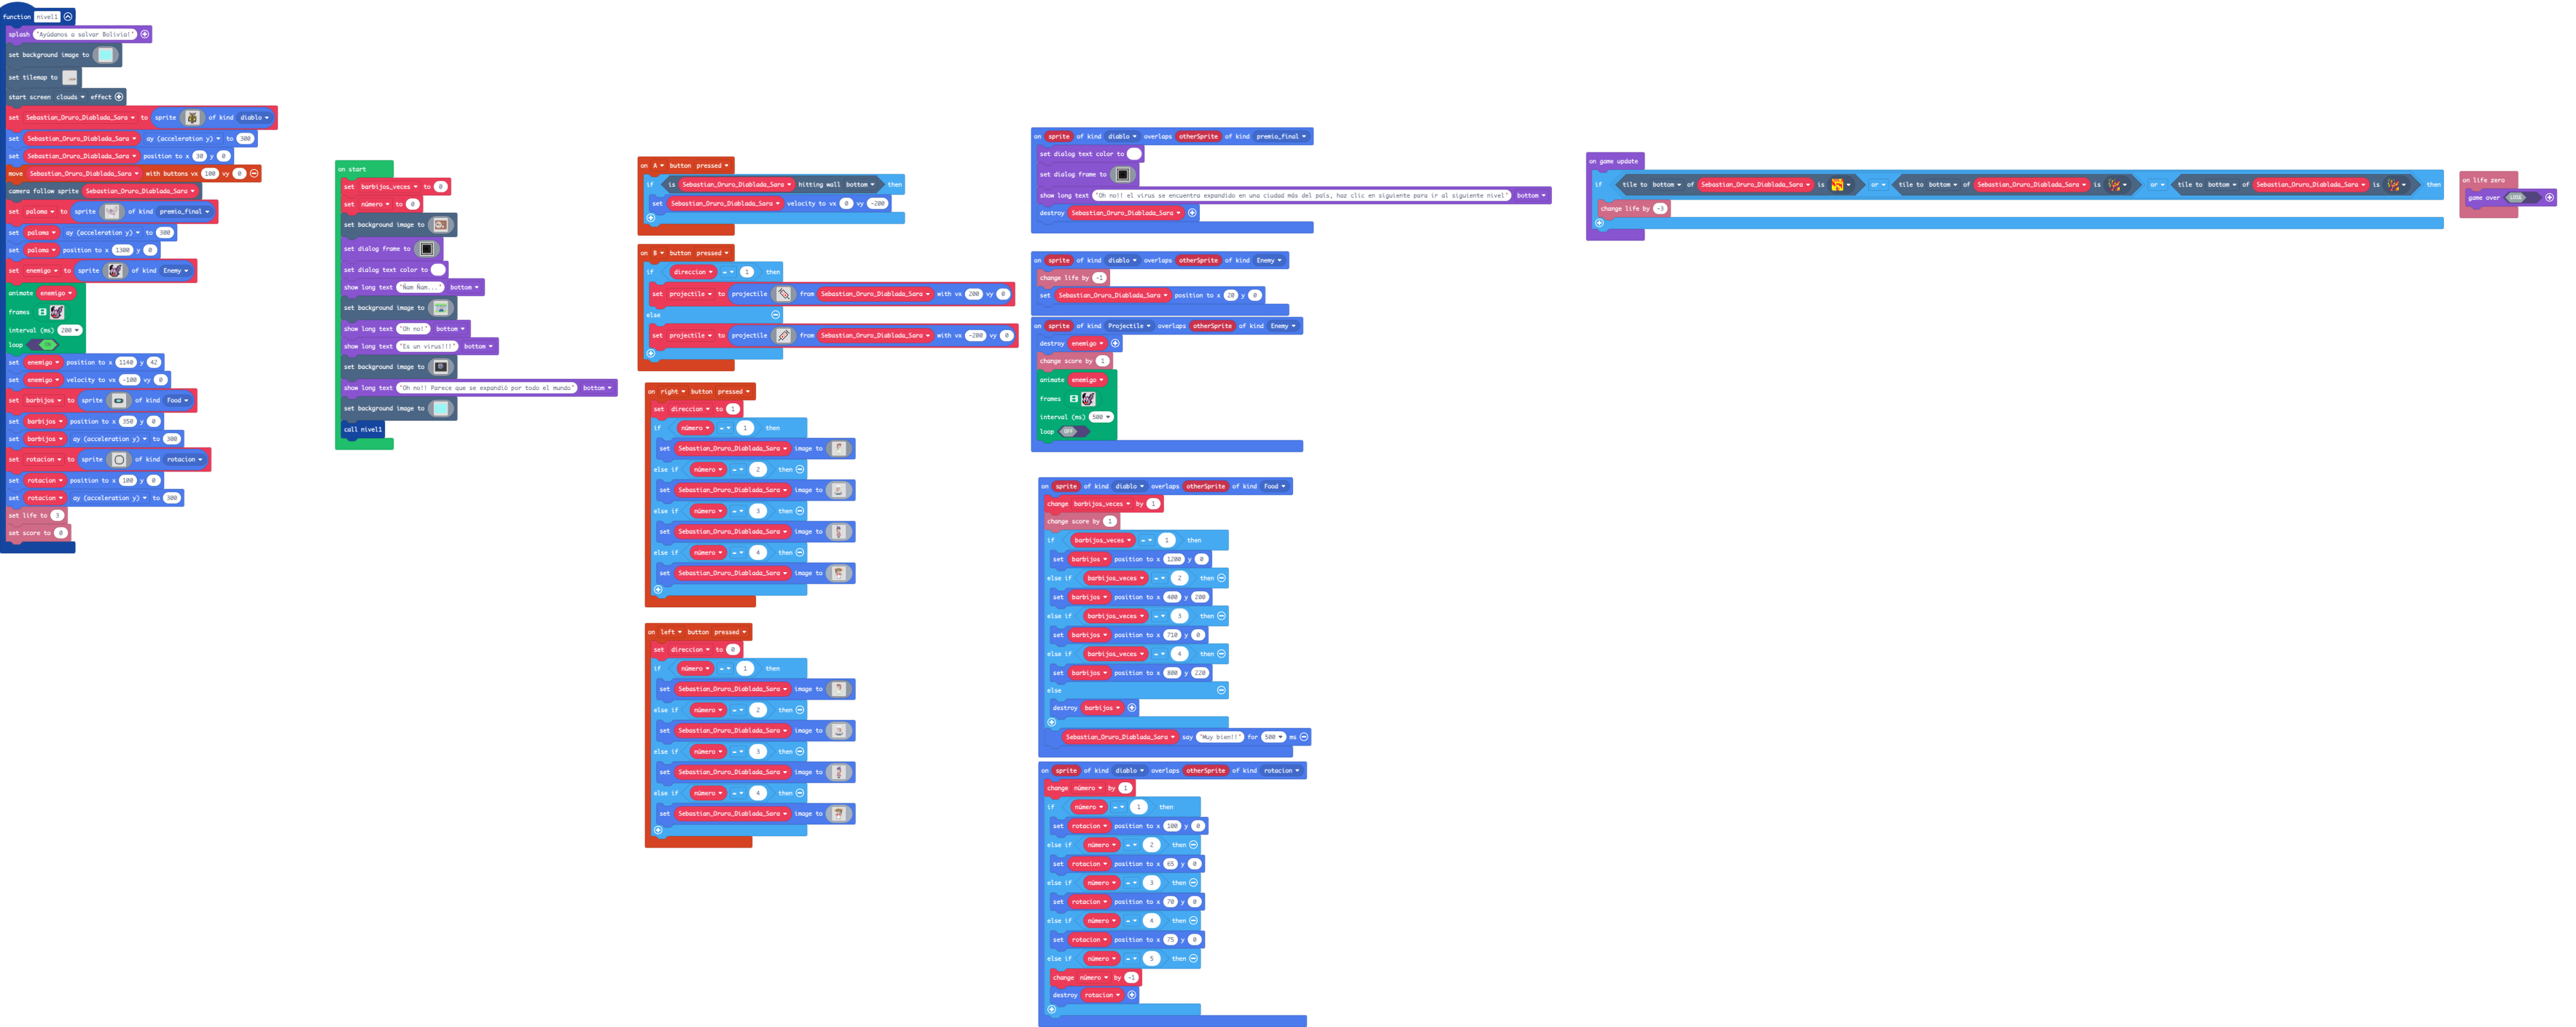 function nivel1
splash "Ayúdanos a salvar Bolivia!"
set background image to
set tilemap to
start screen clouds effect
set Sebastian_Oruro_Diablada_Sara to sprite of kind diablo
set Sebastian_Oruro_Diablada_Sara ay (acceleration y) to 300
set Sebastian_Oruro_Diablada_Sara position to x 30 y 0
move Sebastian_Oruro_Diablada_Sara with buttons vx 100 vy 0
camera follow sprite Sebastian_Oruro_Diablada_Sara
set paloma to sprite of kind premio_final
set paloma ay (acceleration y) to 300
set paloma position to x 1300 y 0
set enemigo to sprite of kind Enemy
animate enemigo
frames
interval (ms) 200
loop
set enemigo position to x 1140 y 42
set enemigo velocity to vx -100 vy 0
set barbijos to sprite of kind Food
set barbijos position to x 350 y 0
set barbijos ay (acceleration y) to 300
set rotacion to sprite of kind rotacion
set rotacion position to x 100 y 0
set rotacion ay (acceleration y) to 300
set life to 3
set score to 0
on start
set barbijos_veces to 0
set número to 0
set background image to
set dialog frame to
set dialog text color to
show long text "Ñam Ñam..." bottom
set background image to
show long text "Oh no!" bottom
show long text "Es un virus!!!" bottom
set background image to
show long text "Oh no!! Parece que se expandió por todo el mundo" bottom
set background image to
call nivel1
on A button pressed
if is Sebastian_Oruro_Diablada_Sara hitting wall bottom then
set Sebastian_Oruro_Diablada_Sara velocity to vx 0 vy -200
on B button pressed
if direccion = 1 then
set projectile to projectile from Sebastian_Oruro_Diablada_Sara with vx 200 vy 0
else
set projectile to projectile from Sebastian_Oruro_Diablada_Sara with vx -200 vy 0
on right button pressed
set direccion to 1
if número = 1 then
set Sebastian_Oruro_Diablada_Sara image to
else if número = 2 then
set Sebastian_Oruro_Diablada_Sara image to
else if número = 3 then
set Sebastian_Oruro_Diablada_Sara image to
else if número = 4 then
set Sebastian_Oruro_Diablada_Sara image to
on left button pressed
set direccion to 0
if número = 1 then
set Sebastian_Oruro_Diablada_Sara image to
else if número = 2 then
set Sebastian_Oruro_Diablada_Sara image to
else if número = 3 then
set Sebastian_Oruro_Diablada_Sara image to
else if número = 4 then
set Sebastian_Oruro_Diablada_Sara image to
on sprite of kind diablo overlaps otherSprite of kind premio_final
set dialog text color to
set dialog frame to
show long text "Oh no!! el virus se encuentra expandido en una ciudad más del país, haz clic en siguiente para ir al siguiente nivel" bottom
destroy Sebastian_Oruro_Diablada_Sara
on sprite of kind diablo overlaps otherSprite of kind Enemy
change life by -1
set Sebastian_Oruro_Diablada_Sara position to x 20 y 0
on sprite of kind Projectile overlaps otherSprite of kind Enemy
destroy enemigo
change score by 1
animate enemigo
frames
interval (ms) 500
loop OFF
on sprite of kind diablo overlaps otherSprite of kind Food
change barbijos_veces by 1
change score by 1
if barbijos_veces = 1 then
set barbijos position to x 1200 y 0
else if barbijos_veces = 2 then
set barbijos position to x 400 y 200
else if barbijos_veces = 3 then
set barbijos position to x 710 y 0
else if barbijos_veces = 4 then
set barbijos position to x 800 y 220
else
destroy barbijos
Sebastian_Oruro_Diablada_Sara say "Muy bien!!" for 500 ms
on sprite of kind diablo overlaps otherSprite of kind rotacion
change número by 1
if número = 1 then
set rotacion position to x 100 y 0
else if número = 2 then
set rotacion position to x 65 y 0
else if número = 3 then
set rotacion position to x 70 y 0
else if número = 4 then
set rotacion position to x 75 y 0
else if número = 5 then
change número by -1
destroy rotacion
on game update
if tile to bottom of Sebastian_Oruro_Diablada_Sara is or tile to bottom of Sebastian_Oruro_Diablada_Sara is or tile to bottom of Sebastian_Oruro_Diablada_Sara is then
change life by -3
on life zero
game over LOSE